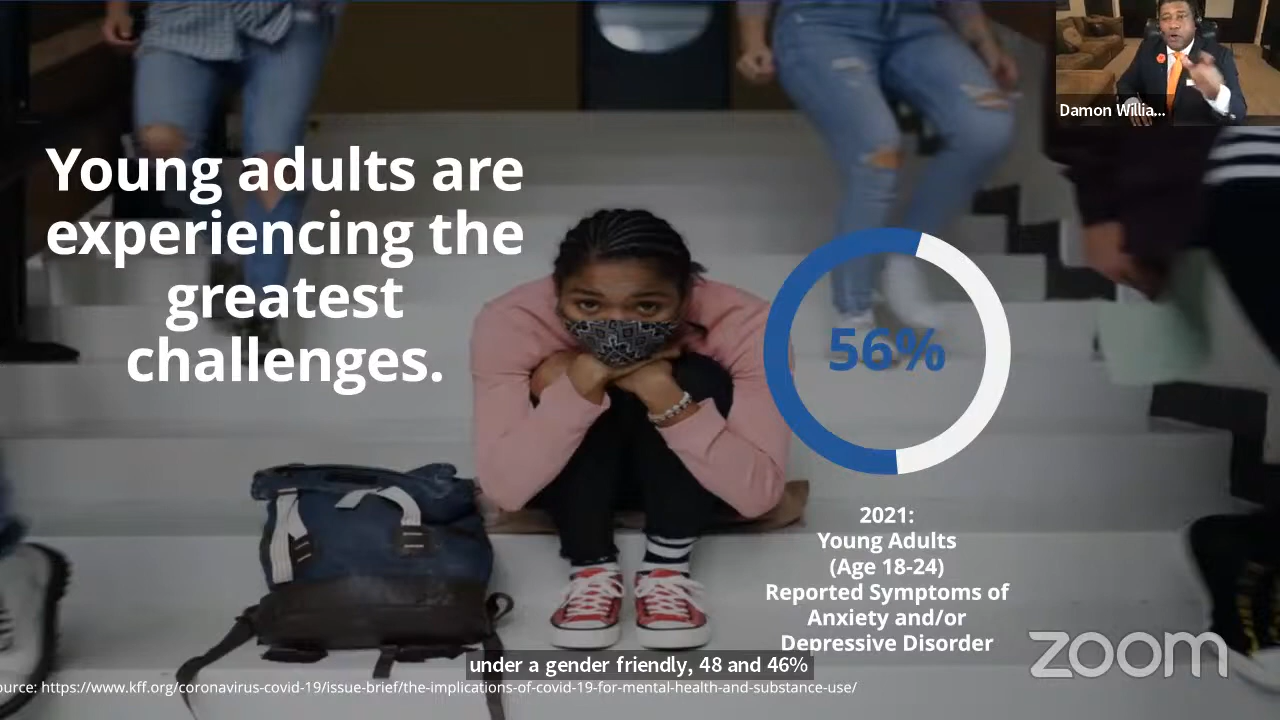 Young adults are
experiencing the
greatest
challenges.
Damon Willia...
56%
2021:
Young Adults
(Age 18-24)
Reported Symptoms of
Anxiety and/or
Depressive Disorder
zoom
under a gender friendly, 48 and 46%
ource: https://www.kff.org/coronavirus-covid-19/issue-brief/the-implications-of-covid-19-for-mental-health-and-substance-use/